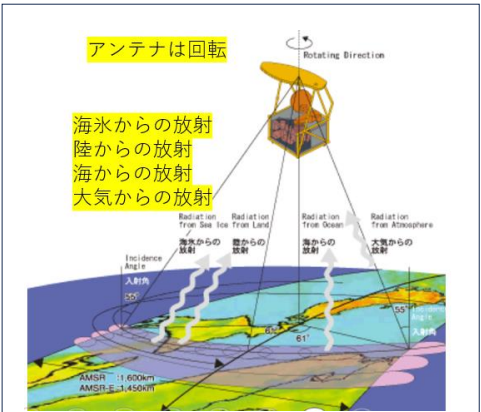 アンテナは回転
Rotating Direction
海氷からの放射
陸からの放射
海からの放射
大気からの放射
Radiation from Sea Ice
海氷からの放射
Radiation from Land
陸からの放射
Radiation from Ocean
海からの放射
Radiation from Atmosphere
大気からの放射
Incidence Angle
入射角
55°
61°
55°
Incidence Angle
入射角
AMSR :1,600km
AMSR-E:1,450km